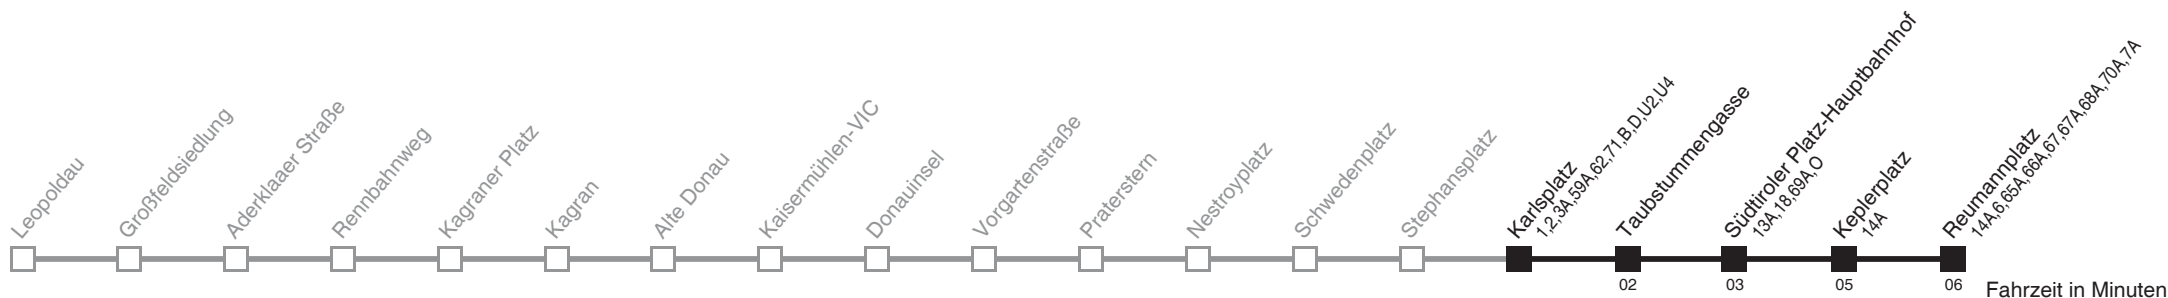 Leopoldau
Großfeldsiedlung
Aderklaaer Straße
Rennbahnweg
Kagraner Platz
Kagran
Alte Donau
Kaisermühlen-VIC
Donauinsel
Vorgartenstraße
Praterstern
Nestroyplatz
Schwedenplatz
Stephansplatz
Karlsplatz
1,2,3A,59A,62,71,B,D,U2,U4
Taubstummengasse
Südtiroler Platz-Hauptbahnhof
13A,18,69A,O
Keplerplatz
14A
Reumannplatz
14A,6,65A,66A,67,67A,68A,70A,7A
02
03
05
06
Fahrzeit in Minuten